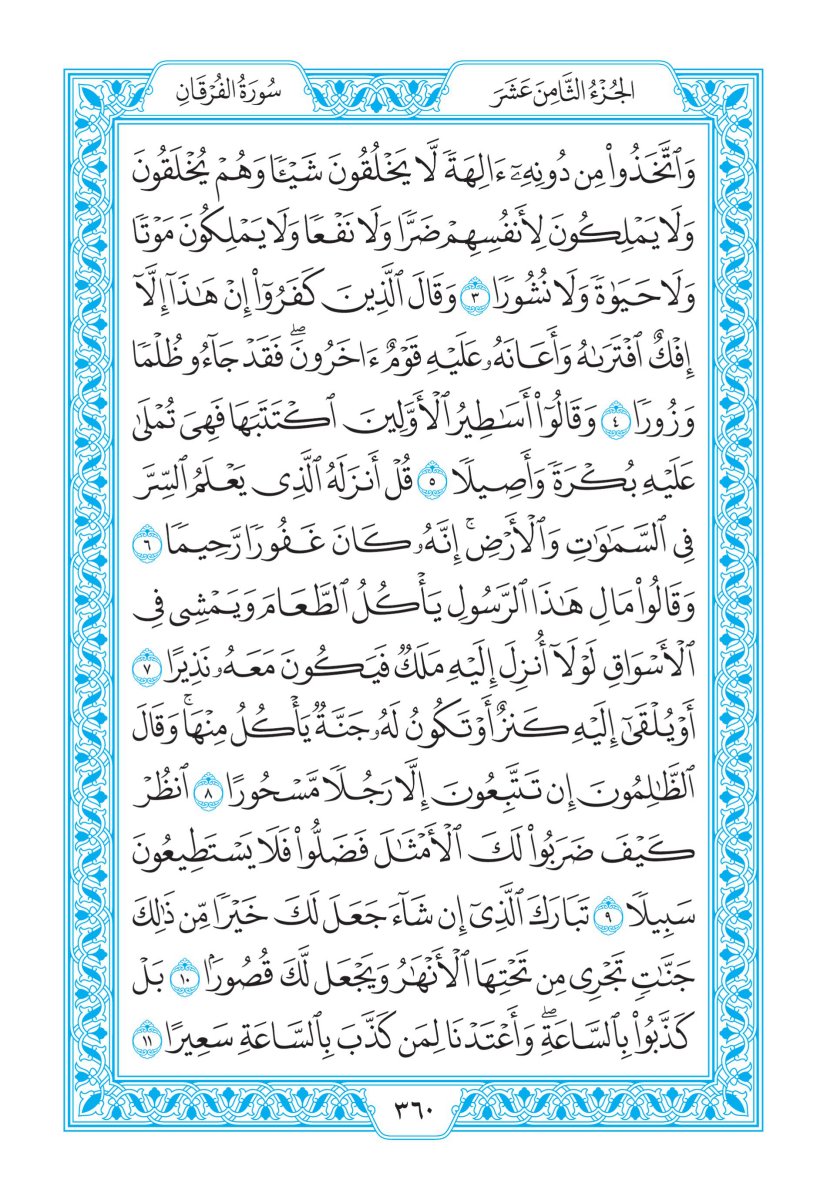 الجُزْءُ الثَّامِنَ عَشَرَ
سُورَةُ الفُرْقَانِ
وَٱتَّخَذُواْ مِن دُونِهِۦٓ ءَالِهَةٗ لَّا يَخۡلُقُونَ شَيۡـٔٗا وَهُمۡ يُخۡلَقُونَ
وَلَا يَمۡلِكُونَ لِأَنفُسِهِمۡ ضَرّٗا وَلَا نَفۡعٗا وَلَا يَمۡلِكُونَ مَوۡتٗا
وَلَا حَيَوٰةٗ وَلَا نُشُورٗا ٣ وَقَالَ ٱلَّذِينَ كَفَرُوٓاْ إِنۡ هَٰذَآ إِلَّآ
إِفۡكٌ ٱفۡتَرَىٰهُ وَأَعَانَهُۥ عَلَيۡهِ قَوۡمٌ ءَاخَرُونَۖ فَقَدۡ جَآءُو ظُلۡمٗا
وَزُورٗا ٤ وَقَالُوٓاْ أَسَٰطِيرُ ٱلۡأَوَّلِينَ ٱكۡتَتَبَهَا فَهِيَ تُمۡلَىٰ
عَلَيۡهِ بُكۡرَةٗ وَأَصِيلٗا ٥ قُلۡ أَنزَلَهُ ٱلَّذِي يَعۡلَمُ ٱلسِّرَّ
فِي ٱلسَّمَٰوَٰتِ وَٱلۡأَرۡضِۚ إِنَّهُۥ كَانَ غَفُورٗا رَّحِيمٗا ٦
وَقَالُواْ مَالِ هَٰذَا ٱلرَّسُولِ يَأۡكُلُ ٱلطَّعَامَ وَيَمۡشِي فِي
ٱلۡأَسۡوَاقِ لَوۡلَآ أُنزِلَ إِلَيۡهِ مَلَكٞ فَيَكُونَ مَعَهُۥ نَذِيرًا ٧
أَوۡ يُلۡقَىٰٓ إِلَيۡهِ كَنزٌ أَوۡ تَكُونُ لَهُۥ جَنَّةٞ يَأۡكُلُ مِنۡهَاۚ وَقَالَ
ٱلظَّٰلِمُونَ إِن تَتَّبِعُونَ إِلَّا رَجُلٗا مَّسۡحُورًا ٨ ٱنظُرۡ
كَيۡفَ ضَرَبُواْ لَكَ ٱلۡأَمۡثَٰلَ فَضَلُّواْ فَلَا يَسۡتَطِيعُونَ
سَبِيلٗا ٩ تَبَارَكَ ٱلَّذِيٓ إِن شَآءَ جَعَلَ لَكَ خَيۡرٗا مِّن ذَٰلِكَ
جَنَّٰتٖ تَجۡرِي مِن تَحۡتِهَا ٱلۡأَنۡهَٰرُ وَيَجۡعَل لَّكَ قُصُورَۢا ١٠ بَلۡ
كَذَّبُواْ بِٱلسَّاعَةِۖ وَأَعۡتَدۡنَا لِمَن كَذَّبَ بِٱلسَّاعَةِ سَعِيرًا ١١
٣٦٠